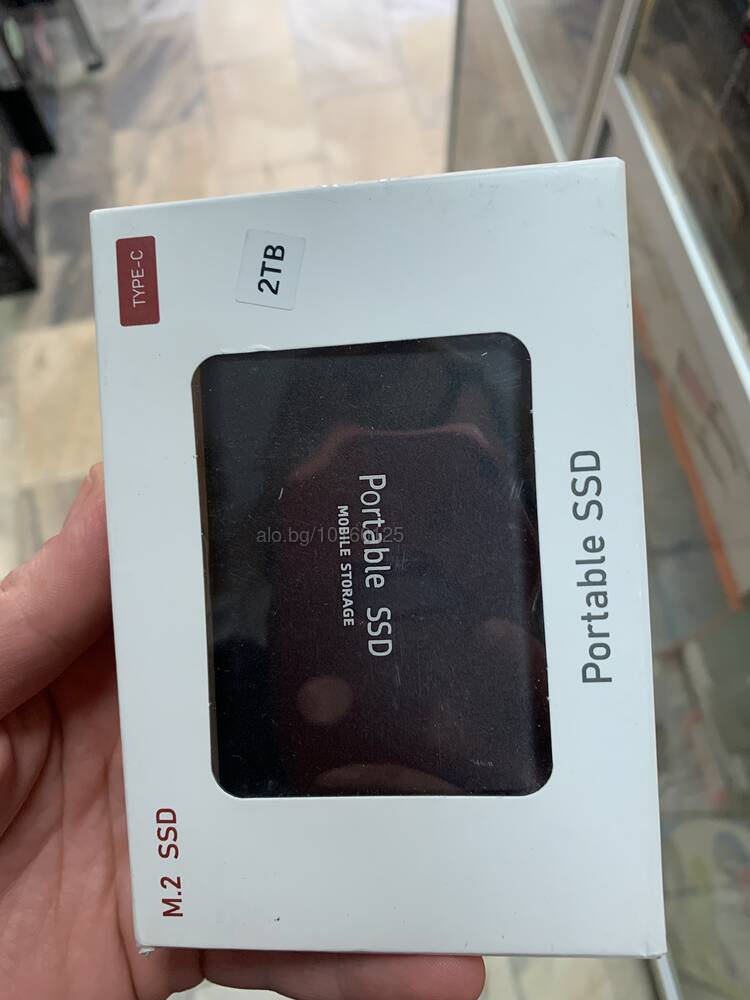 TYPE-C
2TB
Portable SSD
MOBILE STORAGE
Portable SSD
M.2 SSD